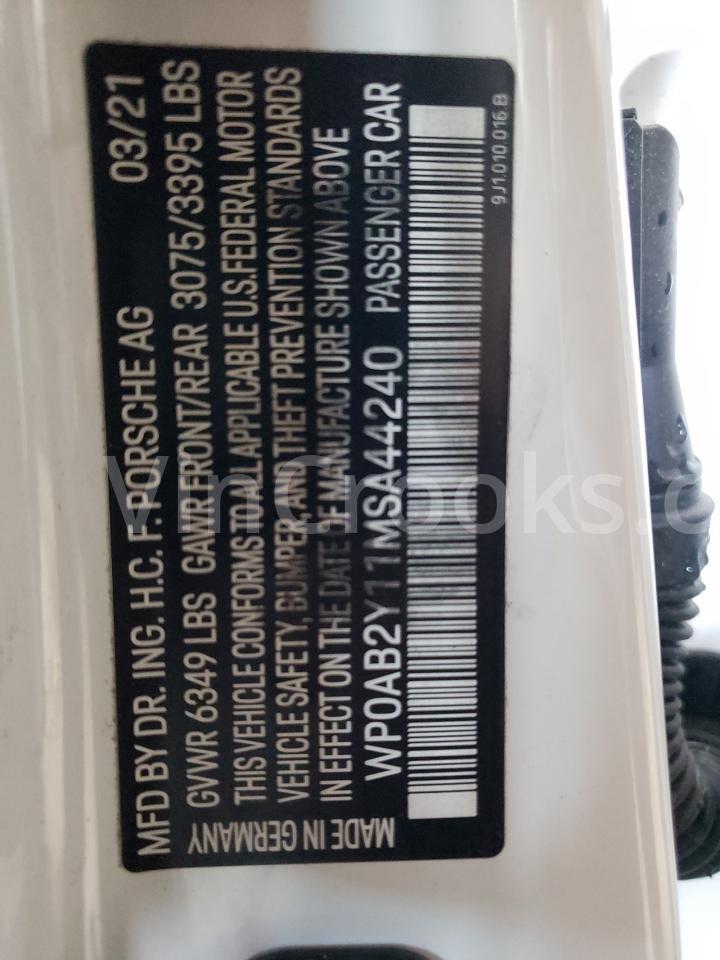 MFD BY DR. ING. H.C. F. PORSCHE AG 03/21
GVWR 6349 LBS GAWR FRONT/REAR 3075/3395 LBS
THIS VEHICLE CONFORMS TO ALL APPLICABLE U.S. FEDERAL MOTOR
VEHICLE SAFETY, BUMPER, AND THEFT PREVENTION STANDARDS
IN EFFECT ON THE DATE OF MANUFACTURE SHOWN ABOVE
WP0AB2Y11MSA44240 PASSENGER CAR
MADE IN GERMANY
9J1.010.016 B
VinCrooks.c